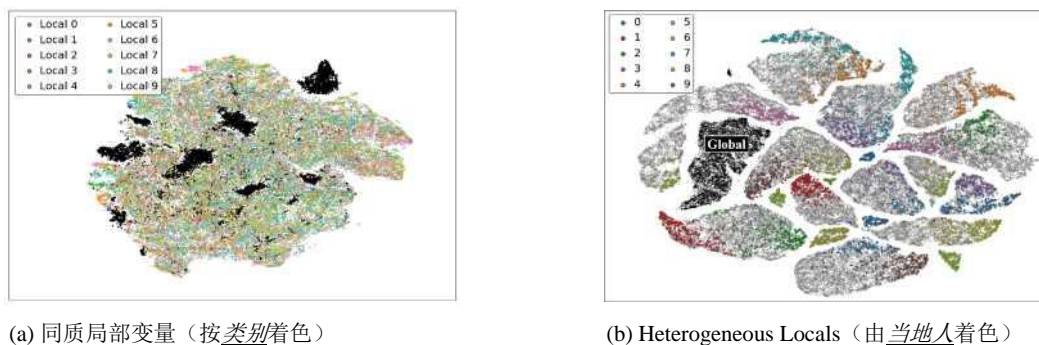 Local 0
Local 1
Local 2
Local 3
Local 4
Local 5
Local 6
Local 7
Local 8
Local 9
0
1
2
3
4
5
6
7
8
9
Global
(a) 同质局部变量（按类别着色）
(b) Heterogeneous Locals（由当地人着色）